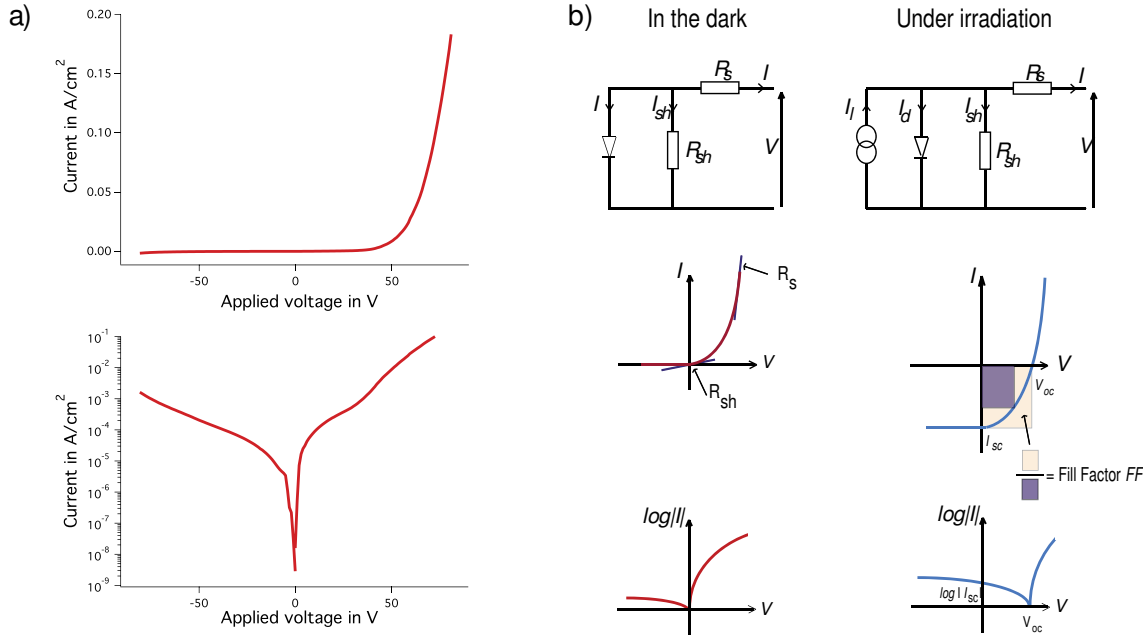 a)
0.20
0.15
0.10
0.05
0.00
Current in A/cm²
-50
0
50
Applied voltage in V
10⁻¹
10⁻²
10⁻³
10⁻⁴
10⁻⁵
10⁻⁶
10⁻⁷
10⁻⁸
10⁻⁹
Current in A/cm²
-50
0
50
Applied voltage in V
b)
In the dark
Under irradiation
Rs
I
I
Ish
Rsh
V
Rs
I
Il
Id
Ish
Rsh
V
I
Rs
V
Rsh
I
V
Voc
Isc
= Fill Factor FF
log|I|
V
log|I|
log | Isc|
V
Voc